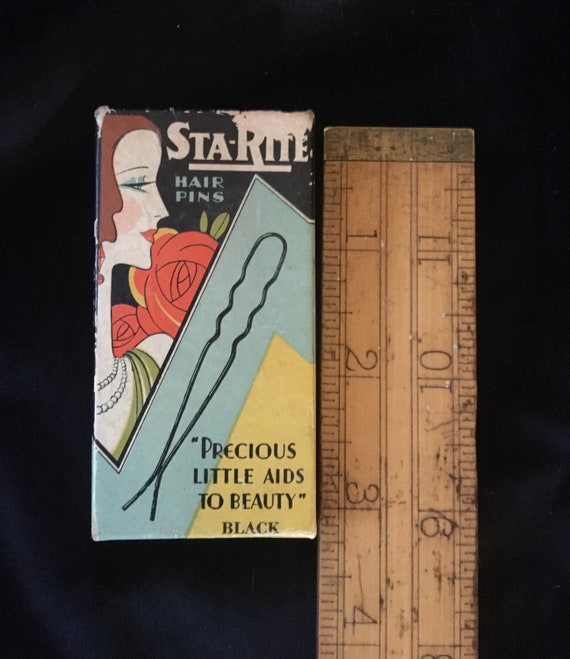 STA-RITE
HAIR
PINS
"PRECIOUS
LITTLE AIDS
TO BEAUTY"
BLACK
1 11
2 10
3 9
4 8